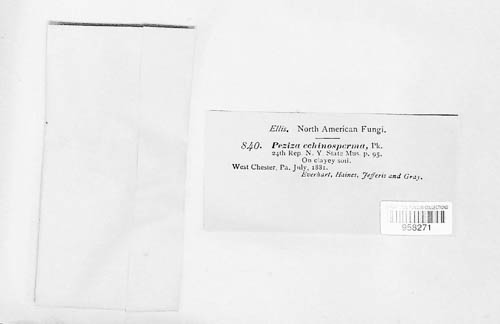 Ellis. North American Fungi.
840. Peziza echinosperma, Pk.
24th Rep. N. Y. State Mus. p. 95.
On clayey soil.
West Chester, Pa. July, 1881.
Everhart, Haines, Jefferis and Gray.
958271